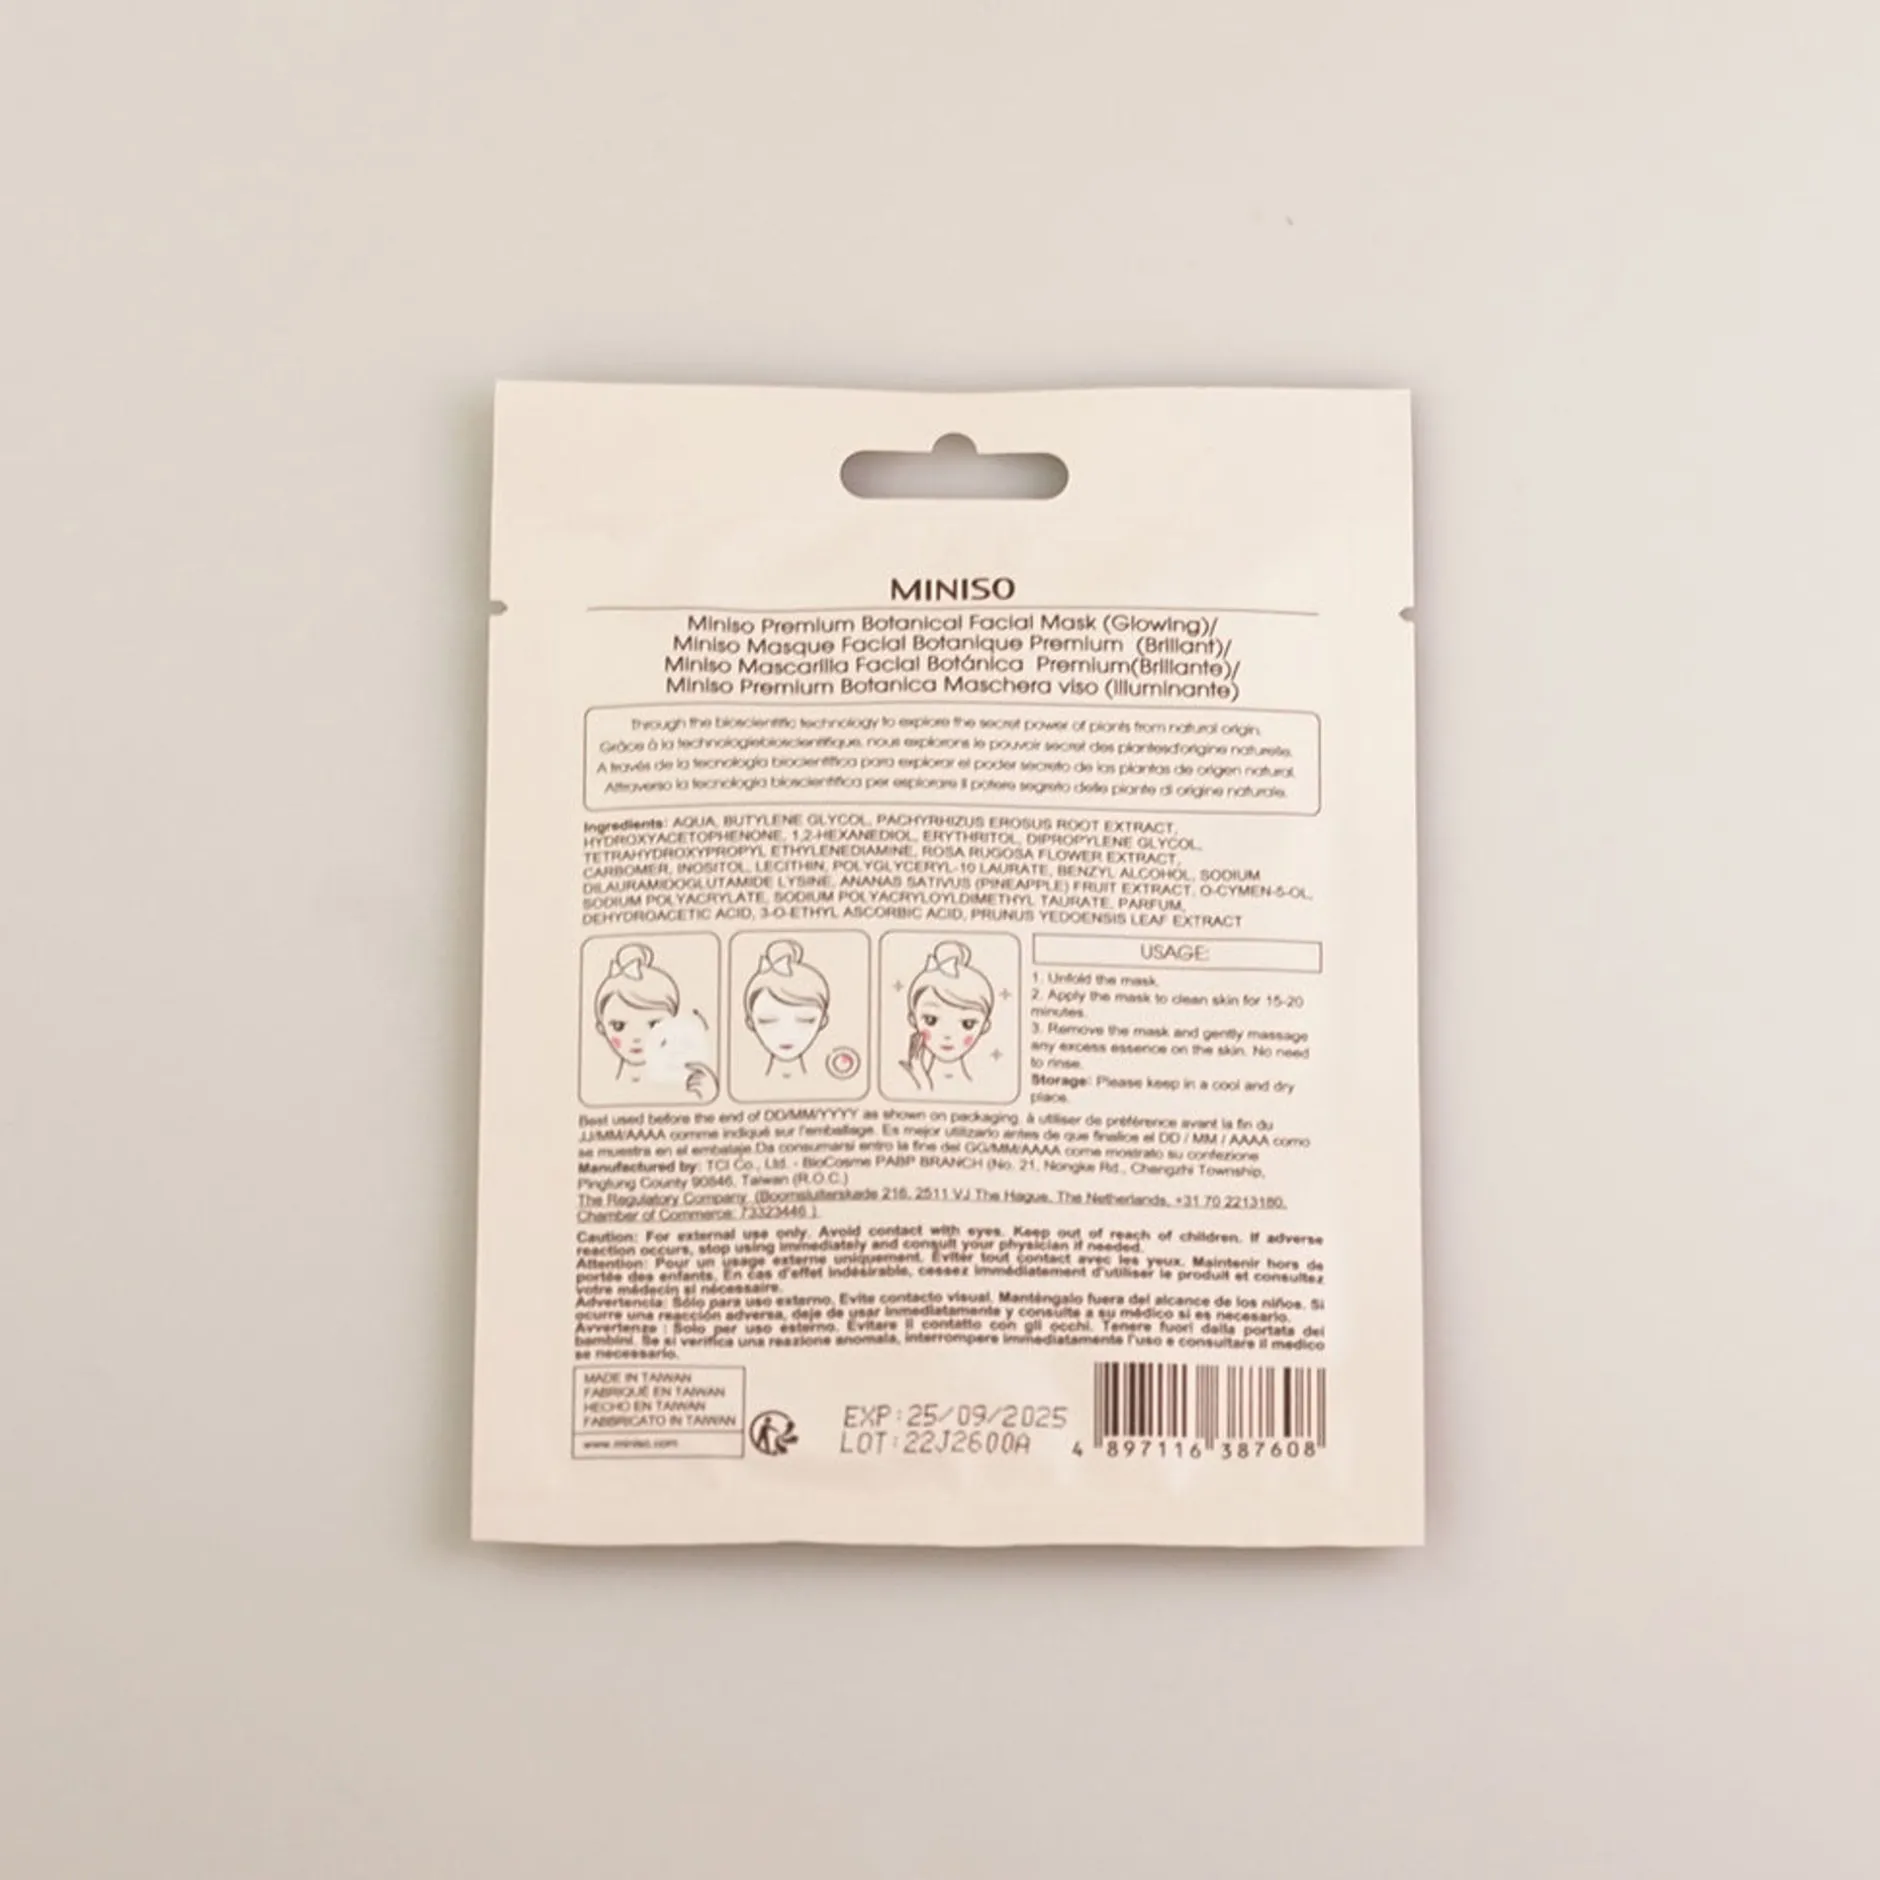 MINISO
Miniso Premium Botanical Facial Mask (Glowing)/
Miniso Masque Facial Botanique Premium (Brillant)/
Miniso Mascarilla Facial Botánica Premium(Brillante)/
Miniso Premium Botanica Maschera viso (Illuminante)
Through the bioscientific technology to explore the secret power of plants from natural origin.
Grâce à la technologiebioscientifique, nous explorons le pouvoir secret des plantesd'origine naturelle.
A través de la tecnología biocientífica para explorar el poder secreto de las plantas de origen natural.
Attraverso la tecnologia bioscientifica per esplorare il potere segreto delle piante di origine naturale.
Ingredients: AQUA, BUTYLENE GLYCOL, PACHYRHIZUS EROSUS ROOT EXTRACT,
HYDROXYACETOPHENONE, 1,2-HEXANEDIOL, ERYTHRITOL, DIPROPYLENE GLYCOL,
TETRAHYDROXYPROPYL ETHYLENEDIAMINE, ROSA RUGOSA FLOWER EXTRACT,
CARBOMER, INOSITOL, LECITHIN, POLYGLYCERYL-10 LAURATE, BENZYL ALCOHOL, SODIUM
DILAURAMIDOGLUTAMIDE LYSINE, ANANAS SATIVUS (PINEAPPLE) FRUIT EXTRACT, O-CYMEN-5-OL,
SODIUM POLYACRYLATE, SODIUM POLYACRYLOYLDIMETHYL TAURATE, PARFUM,
DEHYDROACETIC ACID, 3-O-ETHYL ASCORBIC ACID, PRUNUS YEDOENSIS LEAF EXTRACT
USAGE:
1. Unfold the mask.
2. Apply the mask to clean skin for 15-20
minutes.
3. Remove the mask and gently massage
any excess essence on the skin. No need
to rinse.
Storage: Please keep in a cool and dry
place.
Best used before the end of DD/MM/YYYY as shown on packaging. à utiliser de préférence avant la fin du
JJ/MM/AAAA comme indiqué sur l'emballage. Es mejor utilizarlo antes de que finalice el DD / MM / AAAA como
se muestra en el embalaje.Da consumarsi entro la fine del GG/MM/AAAA come mostrato su confezione
Manufactured by: TCI Co., Ltd. - BioCosme PABP BRANCH (No. 21, Nongke Rd., Changzhi Township,
Pingtung County 90846, Taiwan (R.O.C.)
The Regulatory Company (Boomsluiterskade 216, 2511 VJ The Hague, The Netherlands, +31 70 2213180,
Chamber of Commerce: 73323446 )
Caution: For external use only. Avoid contact with eyes. Keep out of reach of children. If adverse
reaction occurs, stop using immediately and consult your physician if needed.
Attention: Pour un usage externe uniquement. Éviter tout contact avec les yeux. Maintenir hors de
portée des enfants. En cas d'effet indésirable, cessez immédiatement d'utiliser le produit et consultez
votre médecin si nécessaire.
Advertencia: Sólo para uso externo. Evite contacto visual. Manténgalo fuera del alcance de los niños. Si
ocurre una reacción adversa, deje de usar inmediatamente y consulte a su médico si es necesario.
Avvertenze : Solo per uso esterno. Evitare il contatto con gli occhi. Tenere fuori dalla portata dei
bambini. Se si verifica una reazione anomala, interrompere immediatamente l'uso e consultare il medico
se necessario.
MADE IN TAIWAN
FABRIQUÉ EN TAIWAN
HECHO EN TAIWAN
FABBRICATO IN TAIWAN
www.miniso.com
EXP:25/09/2025
LOT:22J2600A
4 897116 387608